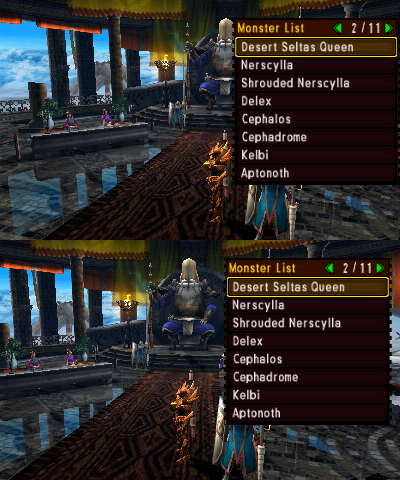 Monster List 2 / 11
Desert Seltas Queen
Nerscylla
Shrouded Nerscylla
Delex
Cephalos
Cephadrome
Kelbi
Aptonoth
Monster List 2 / 11
Desert Seltas Queen
Nerscylla
Shrouded Nerscylla
Delex
Cephalos
Cephadrome
Kelbi
Aptonoth